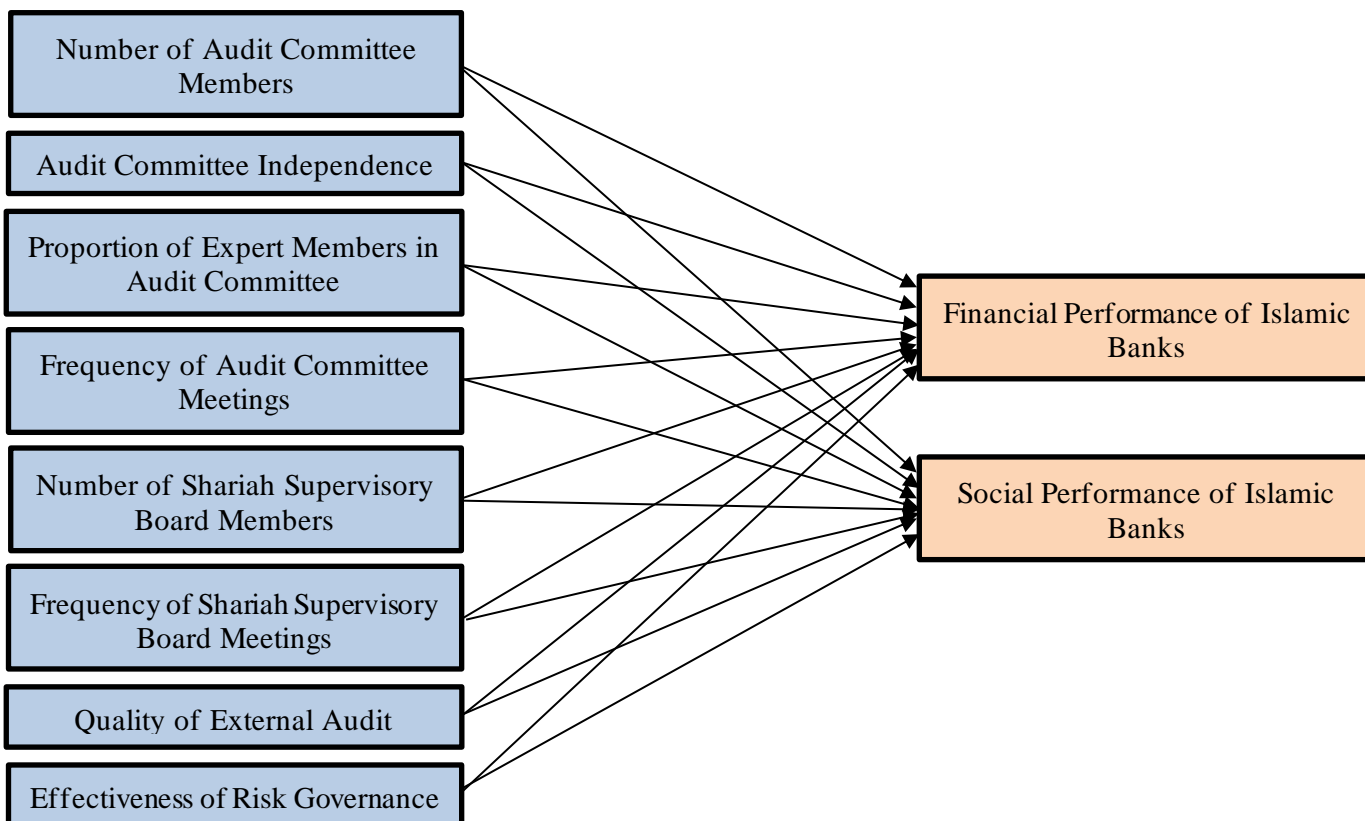 Number of Audit Committee
Members
Audit Committee Independence
Proportion of Expert Members in
Audit Committee
Frequency of Audit Committee
Meetings
Number of Shariah Supervisory
Board Members
Frequency of Shariah Supervisory
Board Meetings
Quality of External Audit
Effectiveness of Risk Governance
Financial Performance of Islamic
Banks
Social Performance of Islamic
Banks